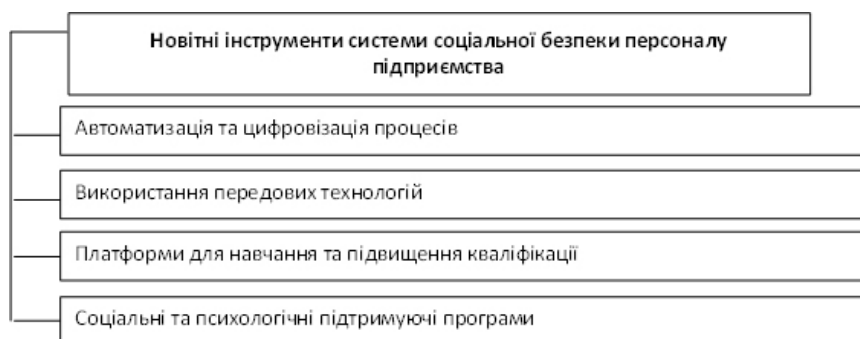 Новітні інструменти системи соціальної безпеки персоналу
підприємства
Автоматизація та цифровізація процесів
Використання передових технологій
Платформи для навчання та підвищення кваліфікації
Соціальні та психологічні підтримуючі програми